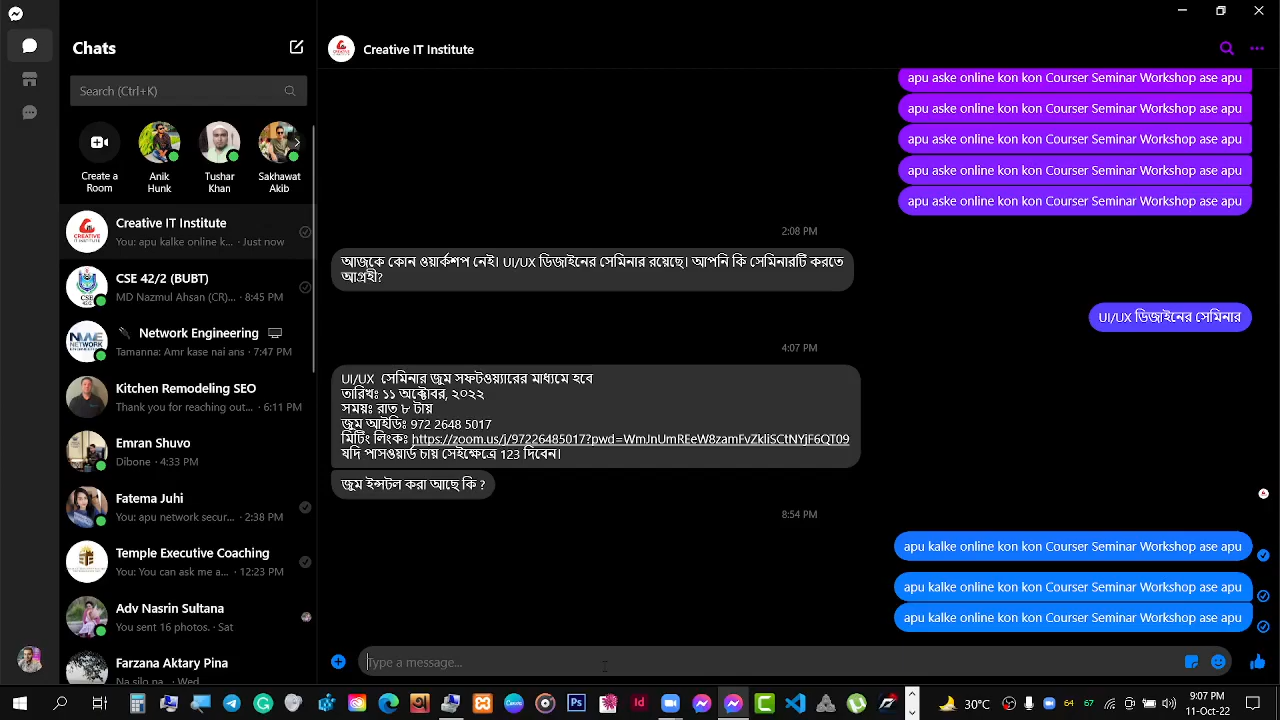 Chats
Search (Ctrl+K)
Create a
Room
Anik
Hunk
Tushar
Khan
Sakhawat
Akib
Creative IT Institute
You: apu kalke online k... · Just now
CSE 42/2 (BUBT)
MD Nazmul Ahsan (CR)... · 8:45 PM
Network Engineering
Tamanna: Amr kase nai ans · 7:47 PM
Kitchen Remodeling SEO
Thank you for reaching out... · 6:11 PM
Emran Shuvo
Dibone · 4:33 PM
Fatema Juhi
You: apu network secur... · 2:38 PM
Temple Executive Coaching
You: You can ask me a... · 12:23 PM
Adv Nasrin Sultana
You sent 16 photos. · Sat
Farzana Aktary Pina
Na silo na... · Wed
Creative IT Institute
apu aske online kon kon Courser Seminar Workshop ase apu
apu aske online kon kon Courser Seminar Workshop ase apu
apu aske online kon kon Courser Seminar Workshop ase apu
apu aske online kon kon Courser Seminar Workshop ase apu
apu aske online kon kon Courser Seminar Workshop ase apu
2:08 PM
আজকে কোন ওয়ার্কশপ নেই। UI/UX ডিজাইনের সেমিনার রয়েছে। আপনি কি সেমিনারটি করতে
আগ্রহী?
UI/UX ডিজাইনের সেমিনার
4:07 PM
UI/UX সেমিনার জুম সফটওয়্যারের মাধ্যমে হবে
তারিখঃ ১১ অক্টোবর, ২০২২
সময়ঃ রাত ৮ টায়
জুম আইডিঃ 972 2648 5017
মিটিং লিংকঃ https://zoom.us/j/97226485017?pwd=WmJnUmREeW8zamFvZkliSCtNYjF6QT09
যদি পাসওয়ার্ড চায় সেইক্ষেত্রে 123 দিবেন।
জুম ইন্সটল করা আছে কি ?
8:54 PM
apu kalke online kon kon Courser Seminar Workshop ase apu
apu kalke online kon kon Courser Seminar Workshop ase apu
apu kalke online kon kon Courser Seminar Workshop ase apu
Type a message...
30°C
64
67
9:07 PM
11-Oct-22